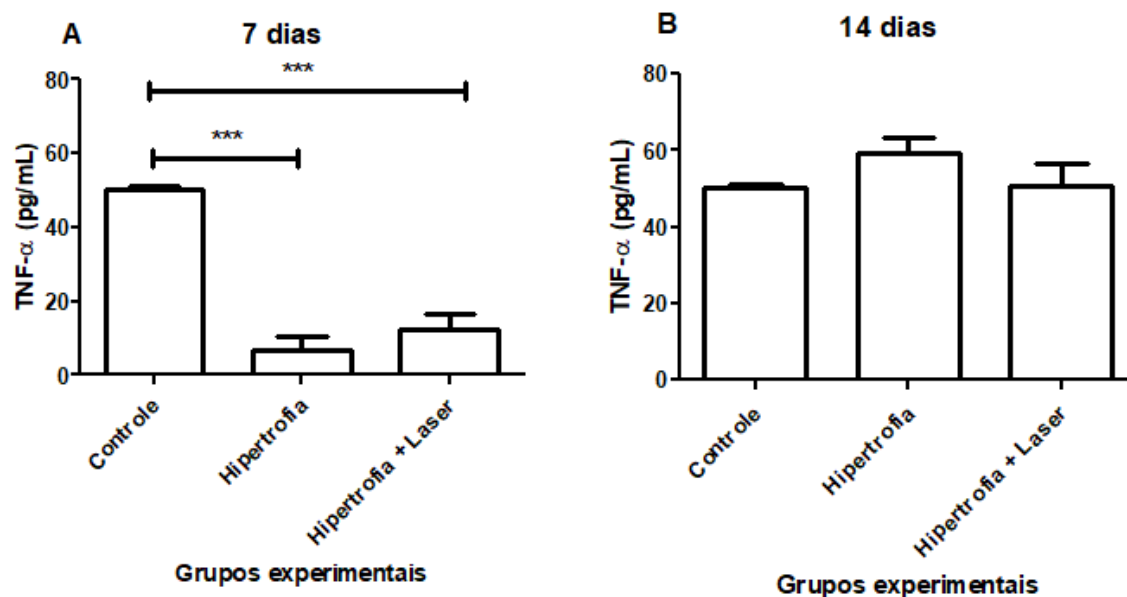 A
7 dias
***
***
TNF-α (pg/mL)
80
60
40
20
0
Controle
Hipertrofia
Hipertrofia + Laser
Grupos experimentais
B
14 dias
TNF-α (pg/mL)
80
60
40
20
0
Controle
Hipertrofia
Hipertrofia + Laser
Grupos experimentais